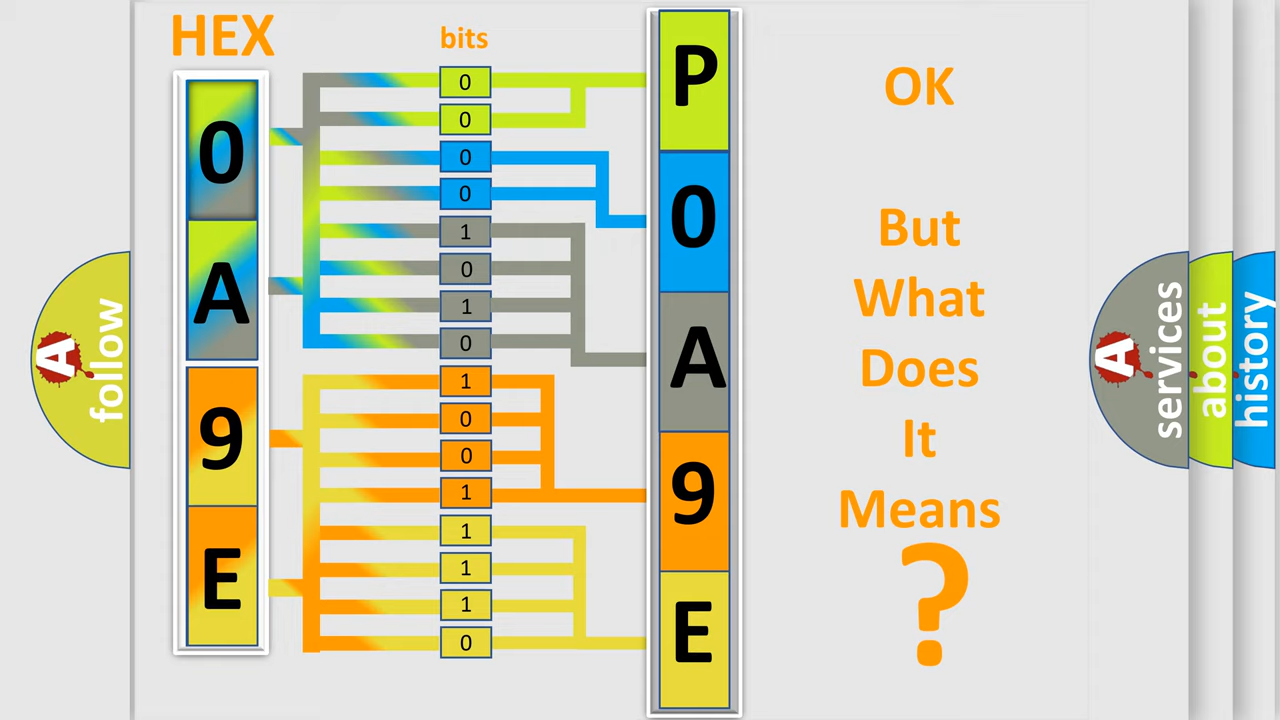 HEX
bits
0
A
9
E
0
0
0
0
1
0
1
0
1
0
0
1
1
1
1
0
P
0
A
9
E
OK
But
What
Does
It
Means
?
A
follow
A
services
about
history